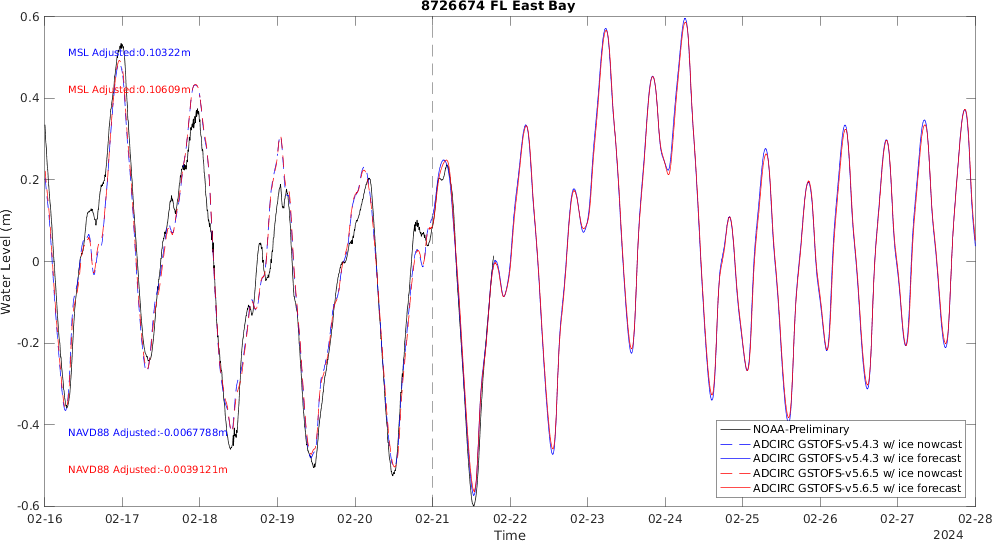 8726674 FL East Bay
0.6
0.4
0.2
0
-0.2
-0.4
-0.6
Water Level (m)
MSL Adjusted:0.10322m
MSL Adjusted:0.10609m
NAVD88 Adjusted:-0.0067788m
NAVD88 Adjusted:-0.0039121m
NOAA-Preliminary
ADCIRC GSTOFS-v5.4.3 w/ ice nowcast
ADCIRC GSTOFS-v5.4.3 w/ ice forecast
ADCIRC GSTOFS-v5.6.5 w/ ice nowcast
ADCIRC GSTOFS-v5.6.5 w/ ice forecast
02-16 02-17 02-18 02-19 02-20 02-21 02-22 02-23 02-24 02-25 02-26 02-27 02-28
Time
2024